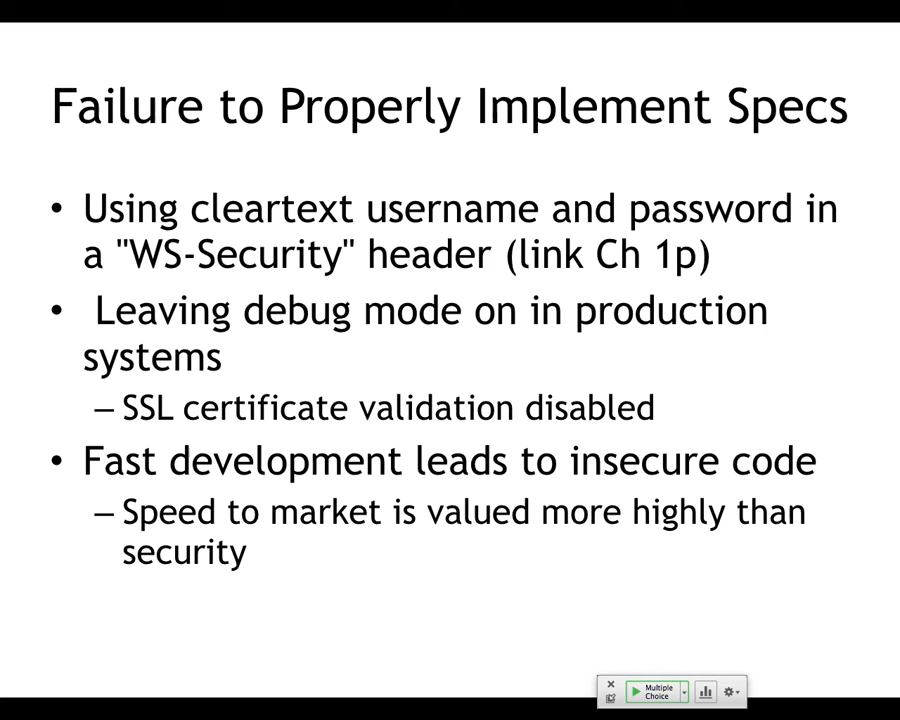 Failure to Properly Implement Specs
• Using cleartext username and password in
a "WS-Security" header (link Ch 1p)
• Leaving debug mode on in production
systems
– SSL certificate validation disabled
• Fast development leads to insecure code
– Speed to market is valued more highly than
security
Multiple
Choice